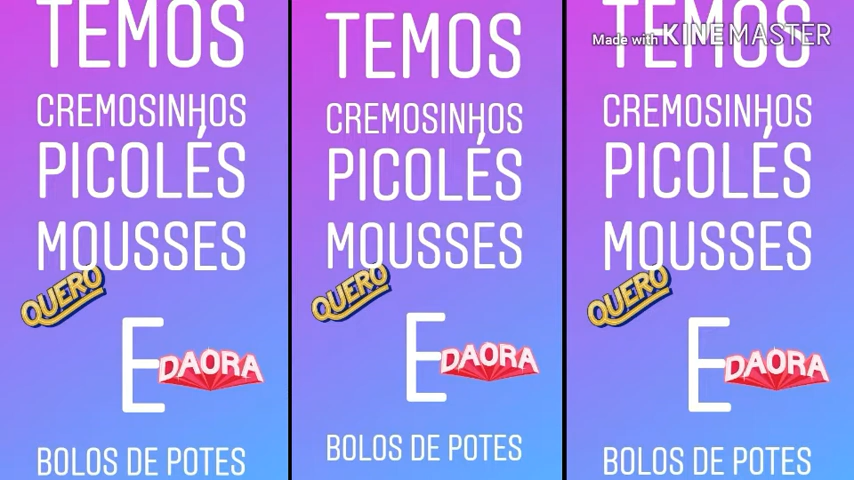 TEMOS
CREMOSINHOS
PICOLÉS
MOUSSES
QUERO
E
DAORA
BOLOS DE POTES
TEMOS
CREMOSINHOS
PICOLÉS
MOUSSES
QUERO
E
DAORA
BOLOS DE POTES
Made with KINEMASTER
TEMOS
CREMOSINHOS
PICOLÉS
MOUSSES
QUERO
E
DAORA
BOLOS DE POTES